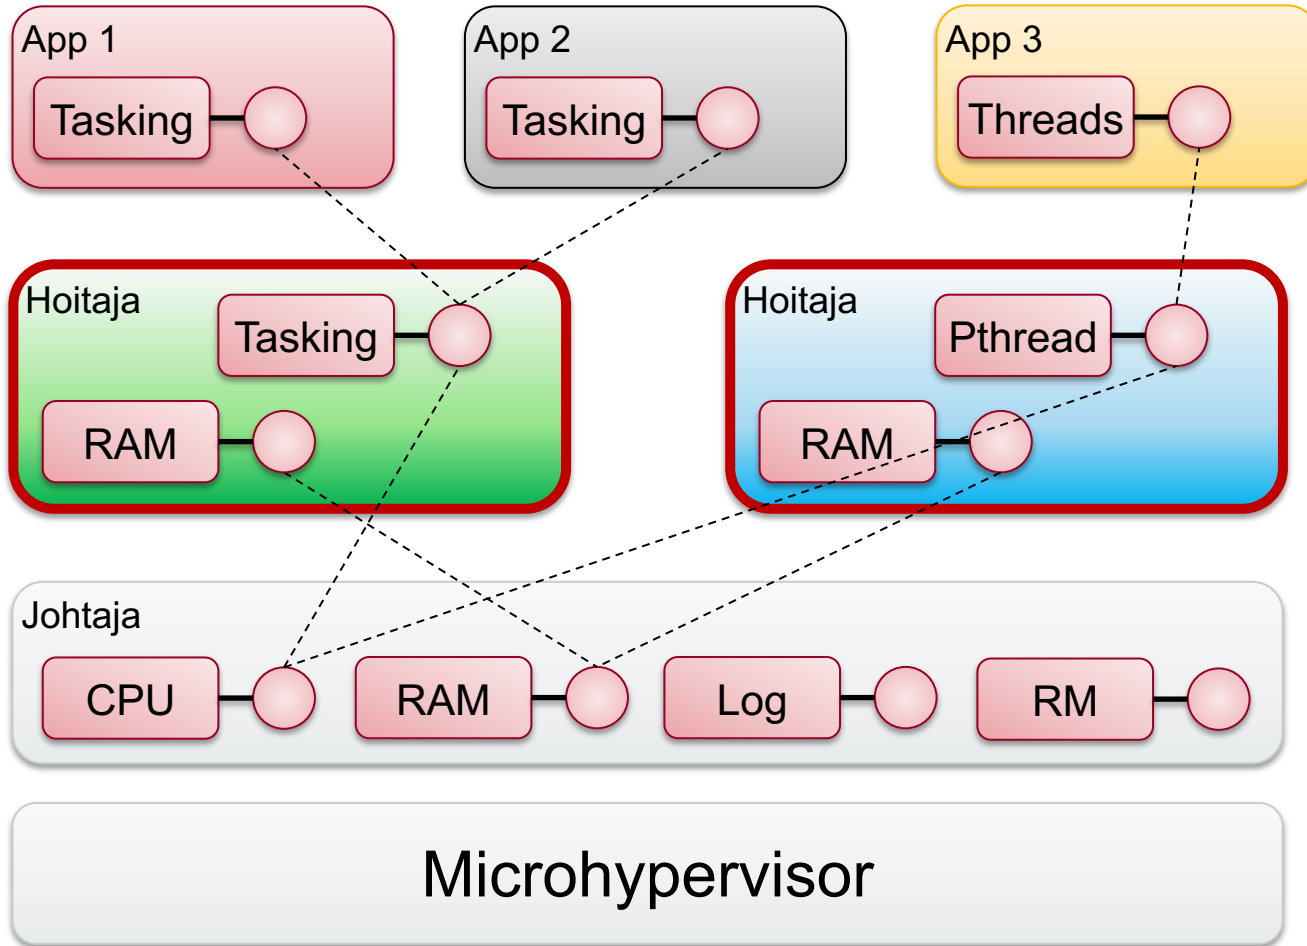 App 1
Tasking
App 2
Tasking
App 3
Threads
Hoitaja
Tasking
RAM
Hoitaja
Pthread
RAM
Johtaja
CPU
RAM
Log
RM
Microhypervisor